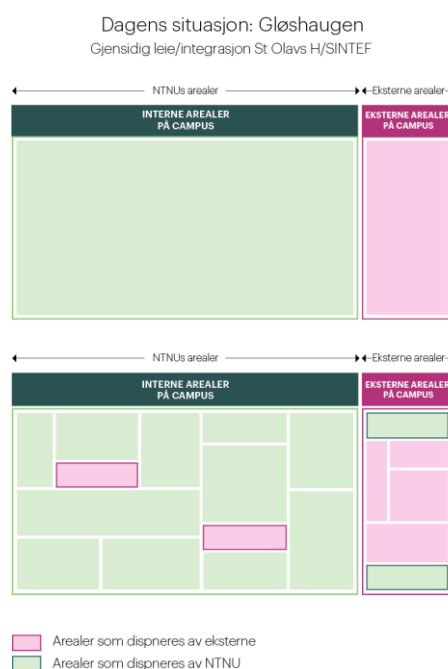 Dagens situasjon: Gløshaugen
Gjensidig leie/integrasjon St Olavs H/SINTEF
NTNUs arealer
Eksterne arealer
INTERNE AREALER
PÅ CAMPUS
EKSTERNE AREALER
PÅ CAMPUS
NTNUs arealer
Eksterne arealer
INTERNE AREALER
PÅ CAMPUS
EKSTERNE AREALER
PÅ CAMPUS
Arealer som dispneres av eksterne
Arealer som dispneres av NTNU